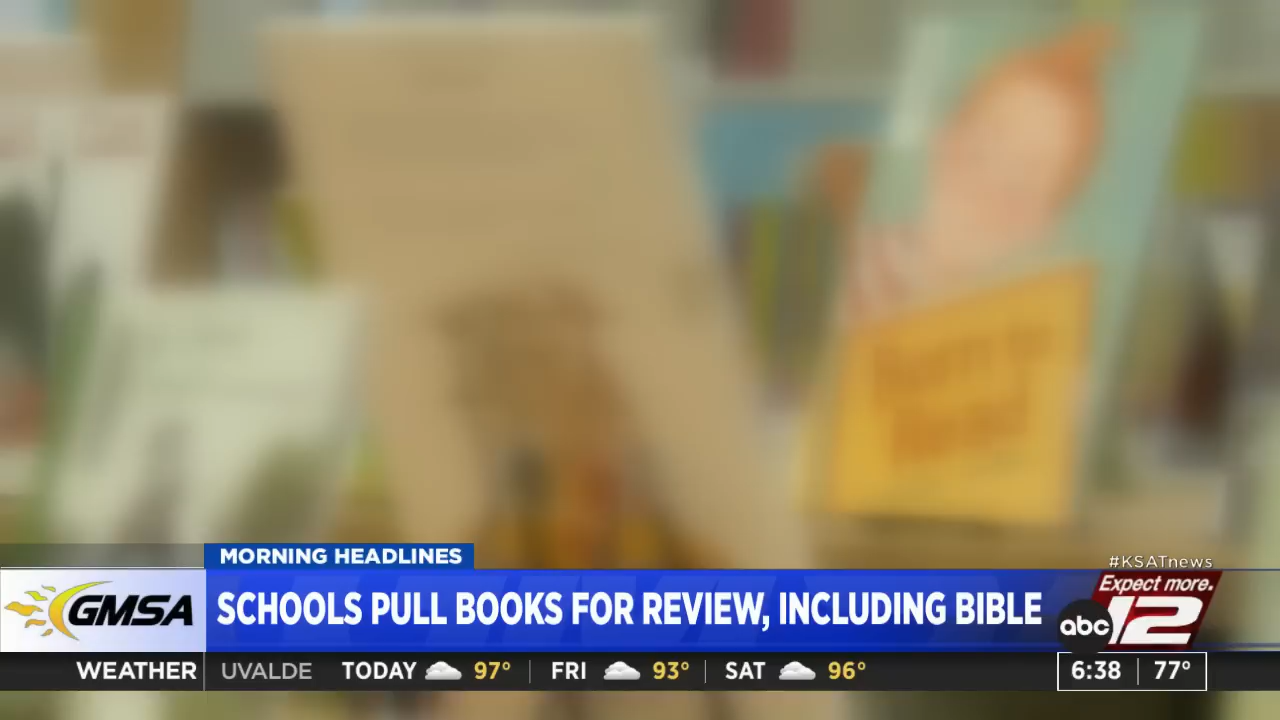 MORNING HEADLINES
#KSATnews
GMSA
SCHOOLS PULL BOOKS FOR REVIEW, INCLUDING BIBLE
Expect more.
abc 12
WEATHER UVALDE TODAY 97° FRI 93° SAT 96° 6:38 77°